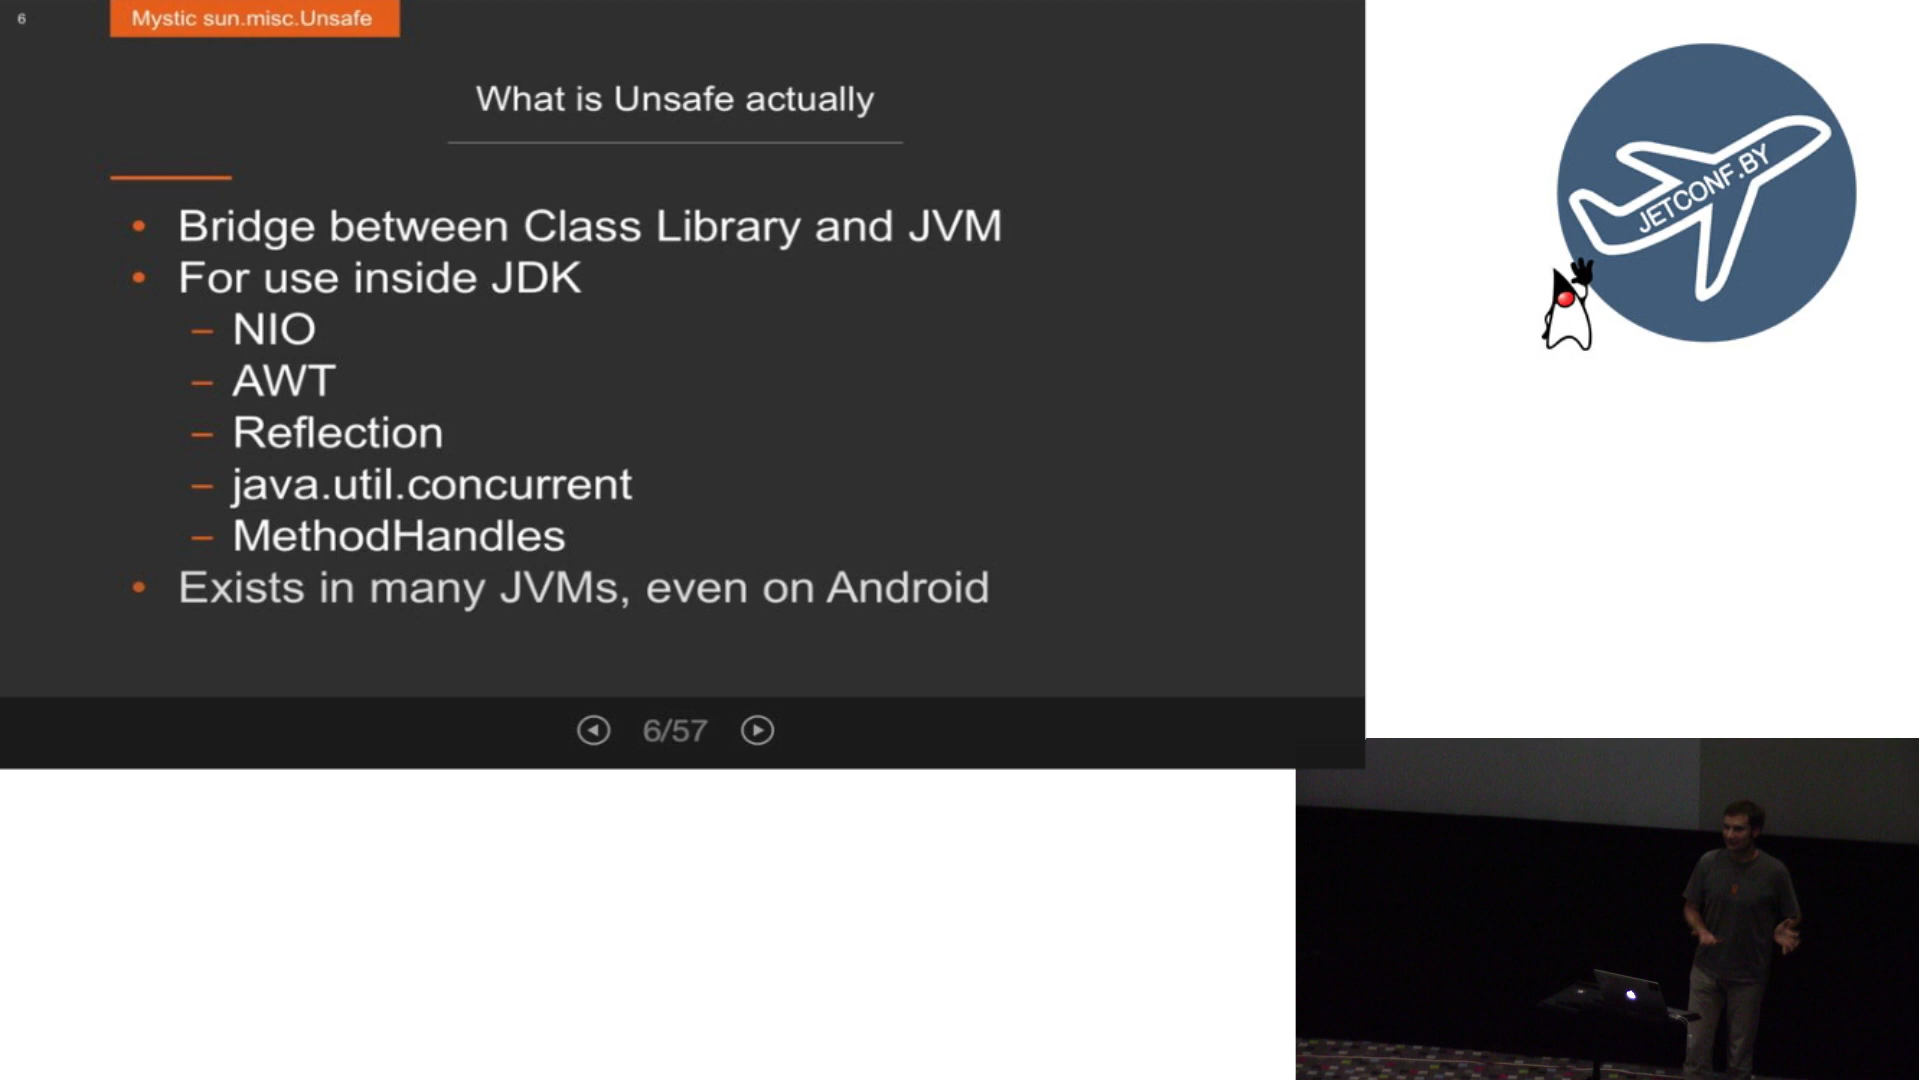 6
Mystic sun.misc.Unsafe
What is Unsafe actually
• Bridge between Class Library and JVM
• For use inside JDK
– NIO
– AWT
– Reflection
– java.util.concurrent
– MethodHandles
• Exists in many JVMs, even on Android
6/57
JETCONF.BY